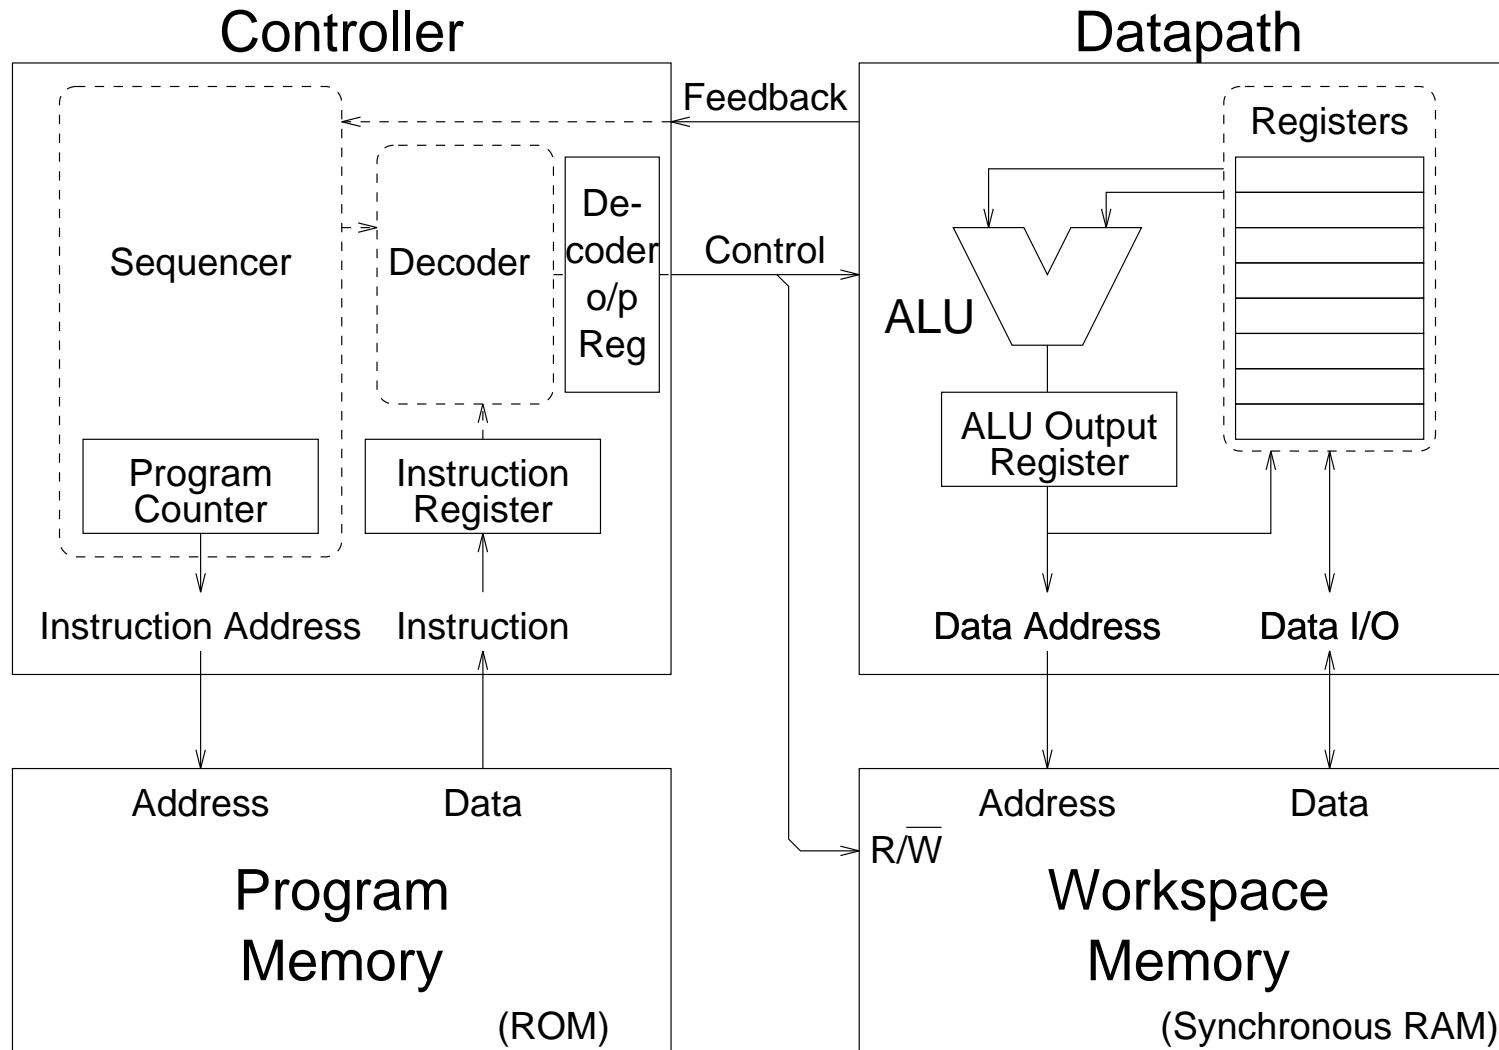 Controller
Datapath
Feedback
Registers
Sequencer
Decoder
De-
coder
o/p
Reg
Control
ALU
Program
Counter
Instruction
Register
ALU Output
Register
Instruction Address
Instruction
Data Address
Data I/O
Address
Data
Address
Data
R/W̅
Program
Memory
(ROM)
Workspace
Memory
(Synchronous RAM)